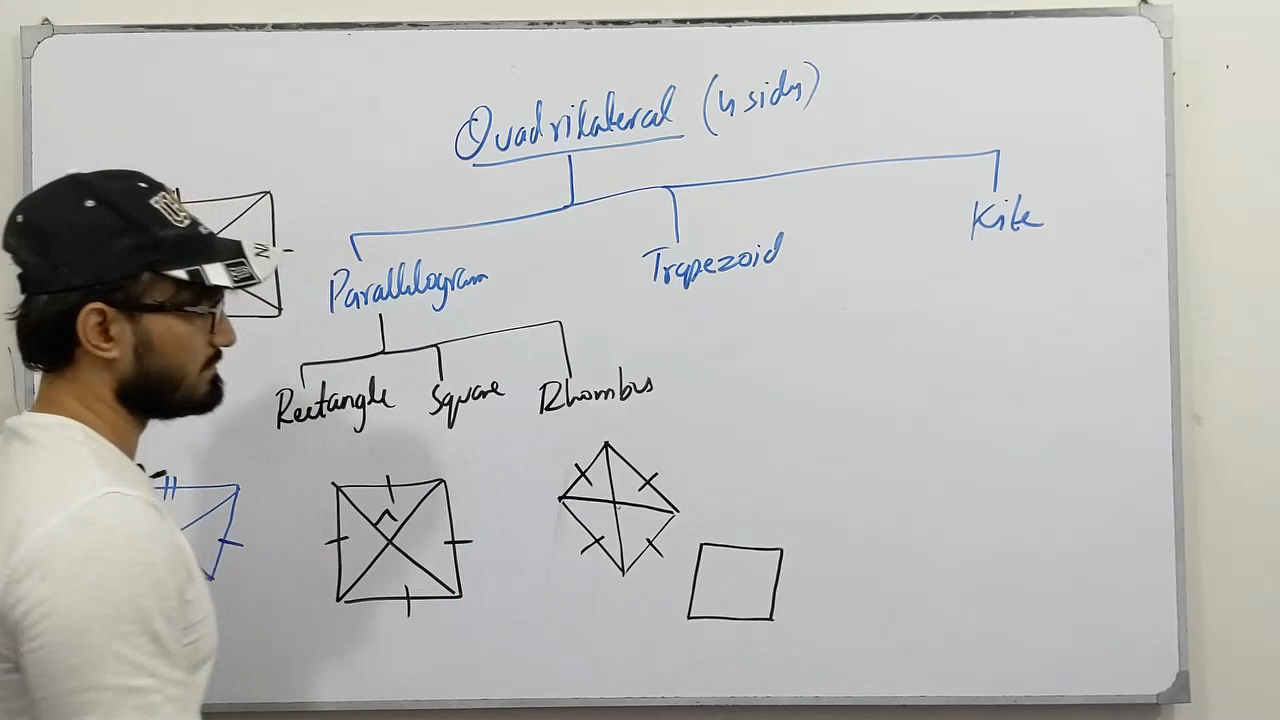 Quadrilateral (4 sides)
Parallelogram Trapezoid Kite
Rectangle Square Rhombus